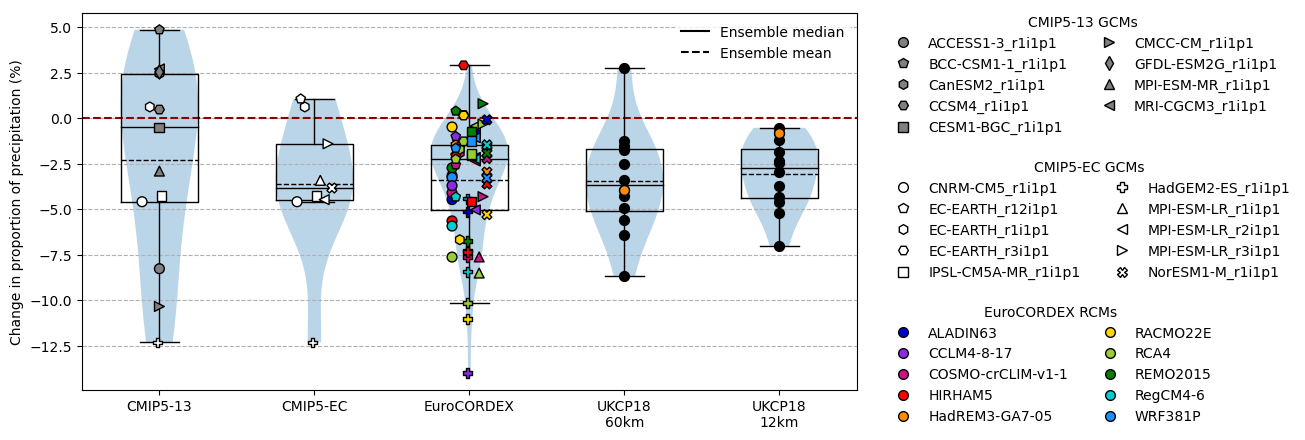 Change in proportion of precipitation (%)
5.0
2.5
0.0
−2.5
−5.0
−7.5
−10.0
−12.5
Ensemble median
Ensemble mean
CMIP5-13
CMIP5-EC
EuroCORDEX
UKCP18
60km
UKCP18
12km
CMIP5-13 GCMs
ACCESS1-3_r1i1p1
BCC-CSM1-1_r1i1p1
CanESM2_r1i1p1
CCSM4_r1i1p1
CESM1-BGC_r1i1p1
CMCC-CM_r1i1p1
GFDL-ESM2G_r1i1p1
MPI-ESM-MR_r1i1p1
MRI-CGCM3_r1i1p1
CMIP5-EC GCMs
CNRM-CM5_r1i1p1
EC-EARTH_r12i1p1
EC-EARTH_r1i1p1
EC-EARTH_r3i1p1
IPSL-CM5A-MR_r1i1p1
HadGEM2-ES_r1i1p1
MPI-ESM-LR_r1i1p1
MPI-ESM-LR_r2i1p1
MPI-ESM-LR_r3i1p1
NorESM1-M_r1i1p1
EuroCORDEX RCMs
ALADIN63
CCLM4-8-17
COSMO-crCLIM-v1-1
HIRHAM5
HadREM3-GA7-05
RACMO22E
RCA4
REMO2015
RegCM4-6
WRF381P